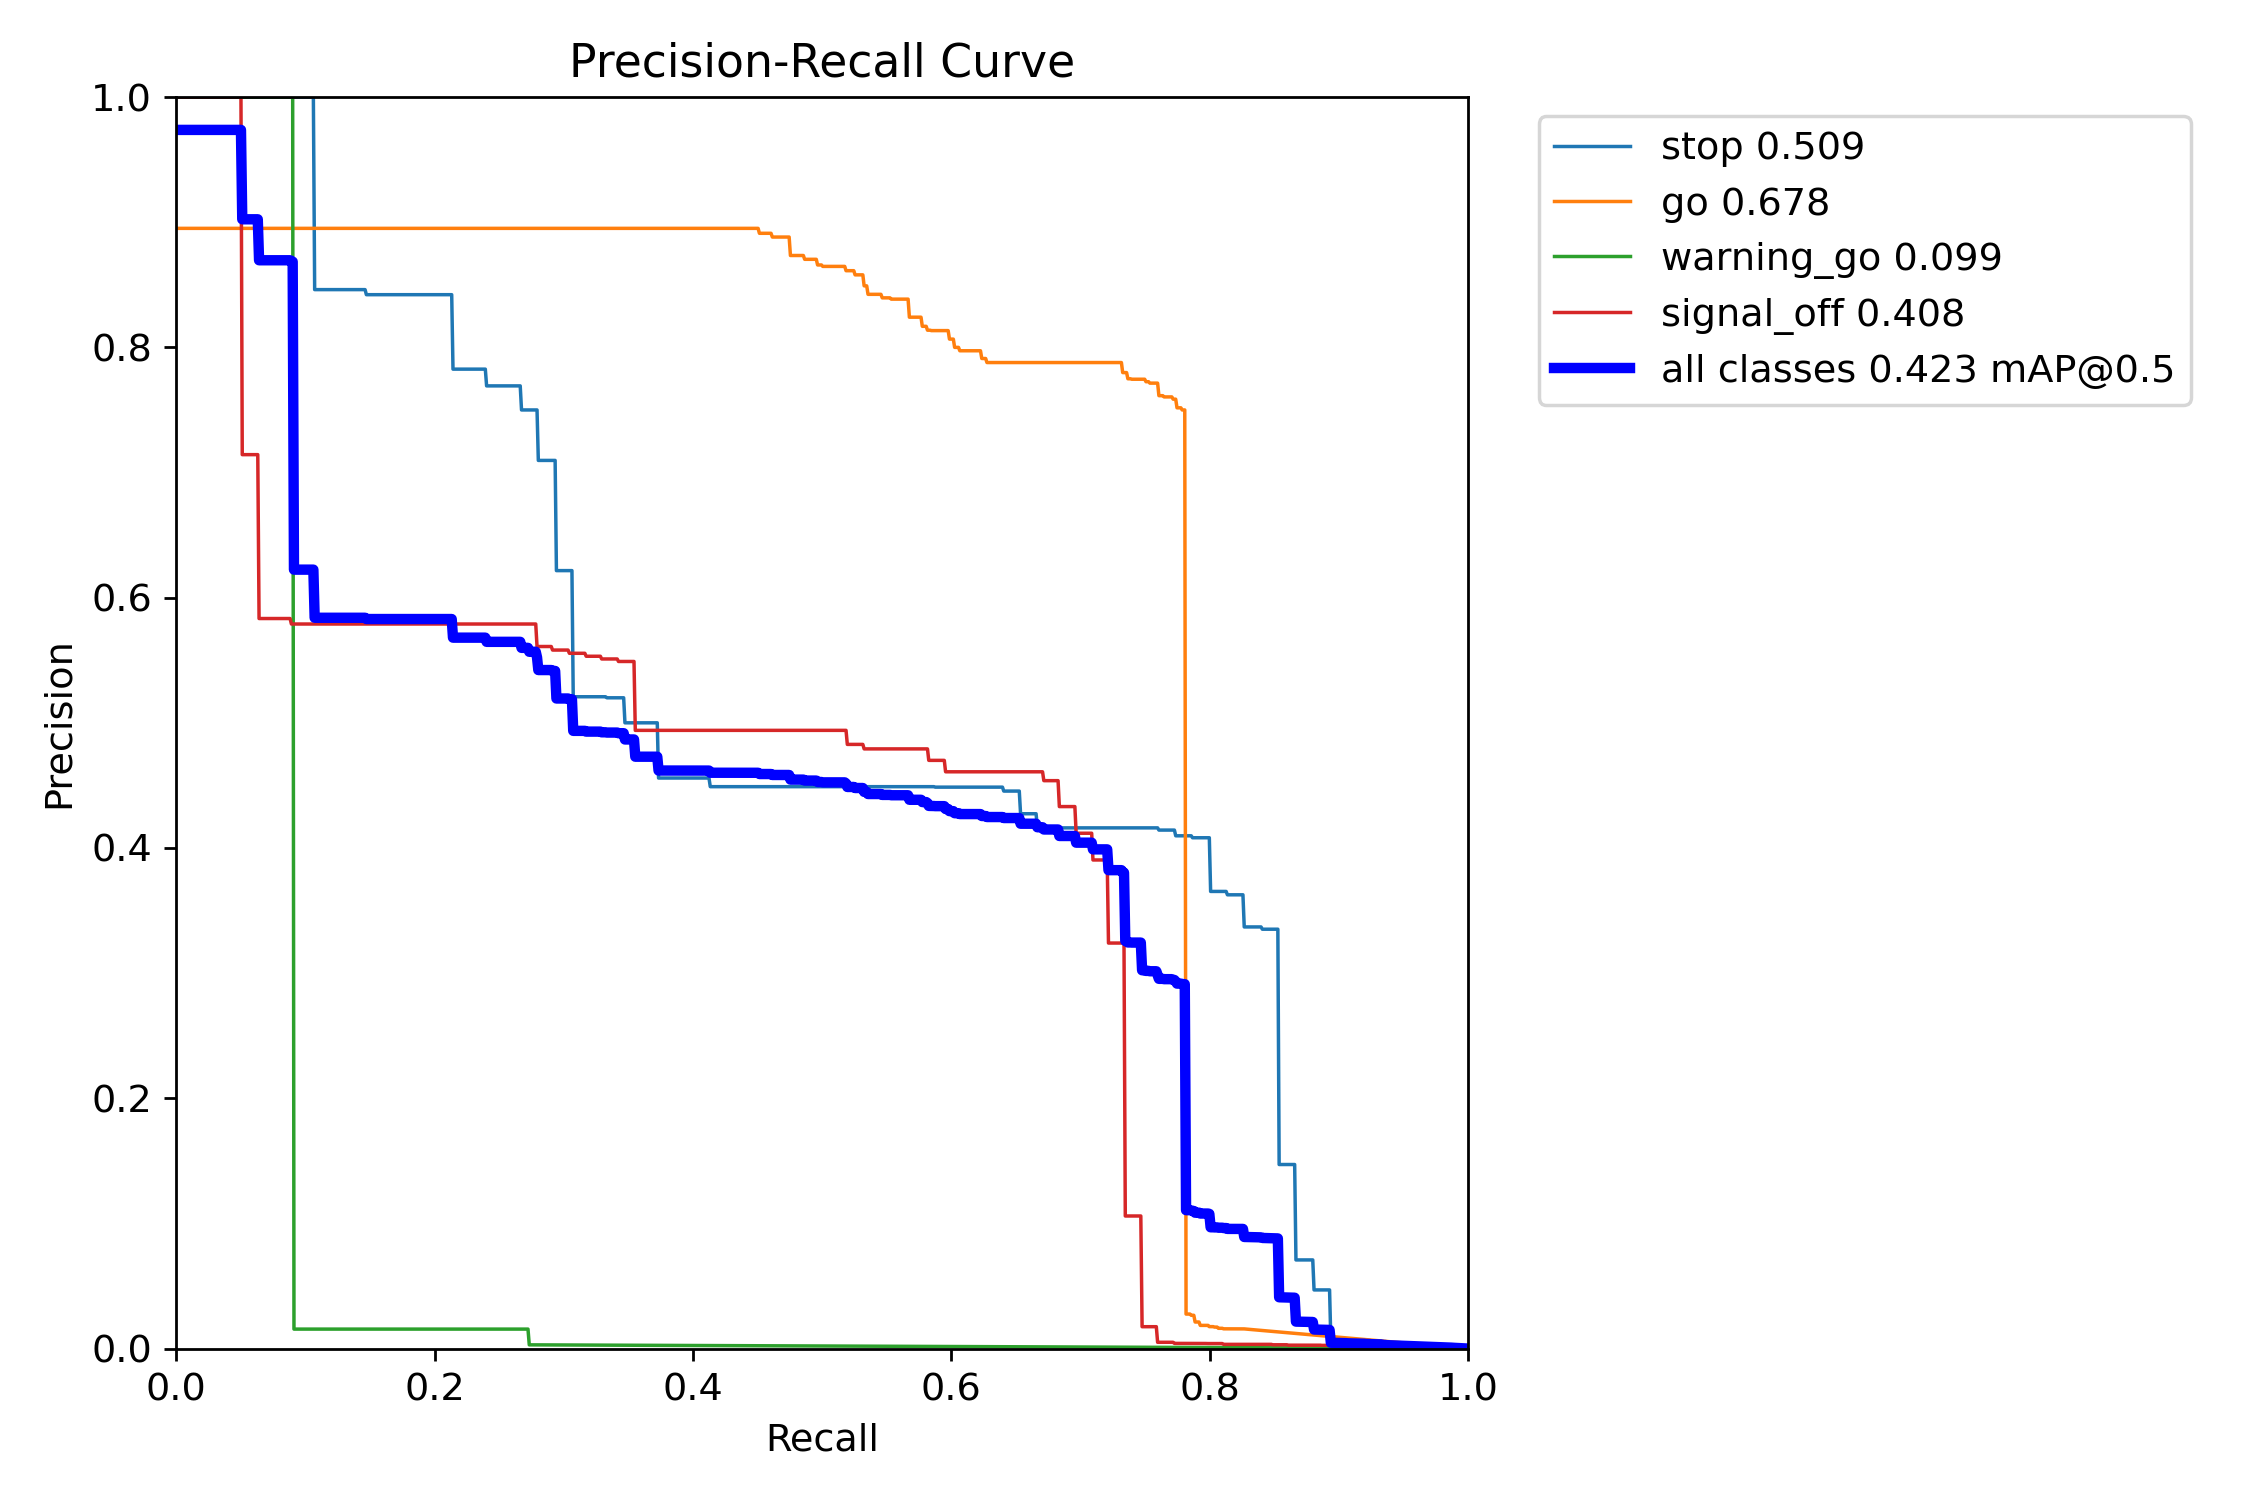 Precision-Recall Curve
1.0
0.8
0.6
0.4
0.2
0.0
Precision
0.0 0.2 0.4 0.6 0.8 1.0
Recall
stop 0.509
go 0.678
warning_go 0.099
signal_off 0.408
all classes 0.423 mAP@0.5